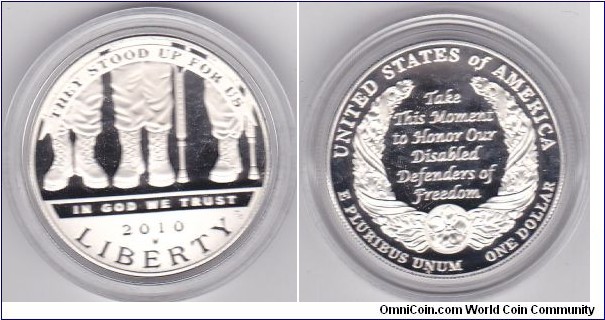 THEY STOOD UP FOR US
IN GOD WE TRUST
2010
W
LIBERTY
UNITED STATES of AMERICA
Take
This Moment
to Honor Our
Disabled
Defenders of
Freedom
E PLURIBUS UNUM
ONE DOLLAR
OmniCoin.com World Coin Community